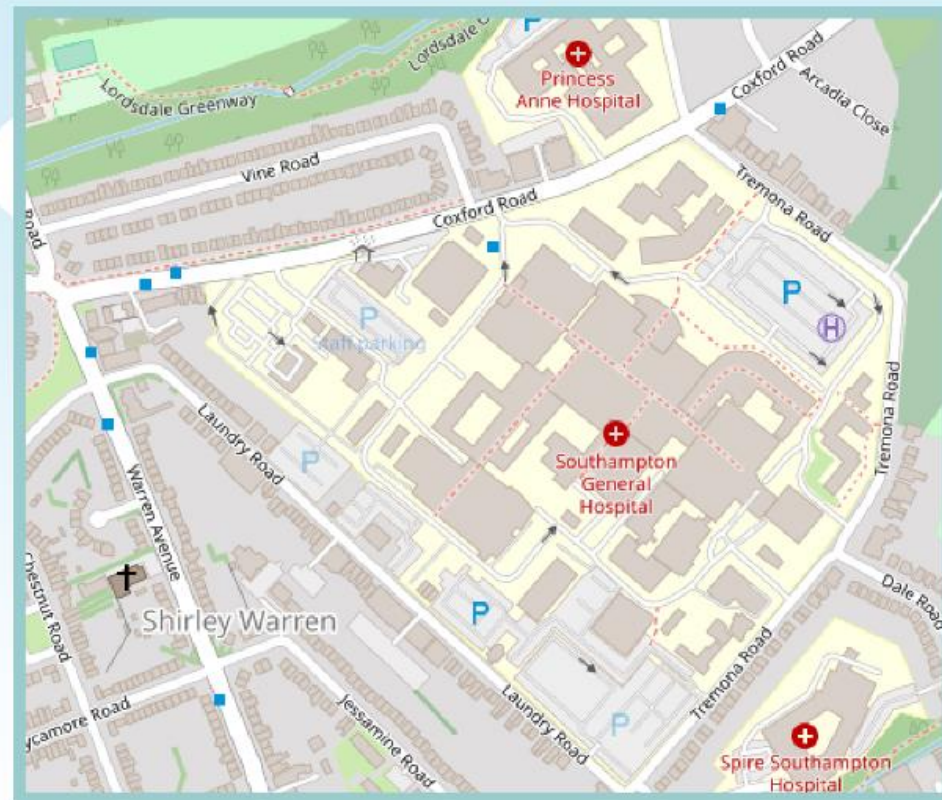 Lordsdale G
Lordsdale Greenway
P
Princess
Anne Hospital
Coxford Road
Arcadia Close
Vine Road
Road
Coxford Road
Tremona Road
P
H
P
Staff parking
Tremona Road
Laundry Road
P
Southampton
General
Hospital
Warren Avenue
Chestnut Road
Shirley Warren
P
Dale Road
Tremona Road
Laundry Road
P
ycamore Road
Jessamine Road
Spire Southampton
Hospital